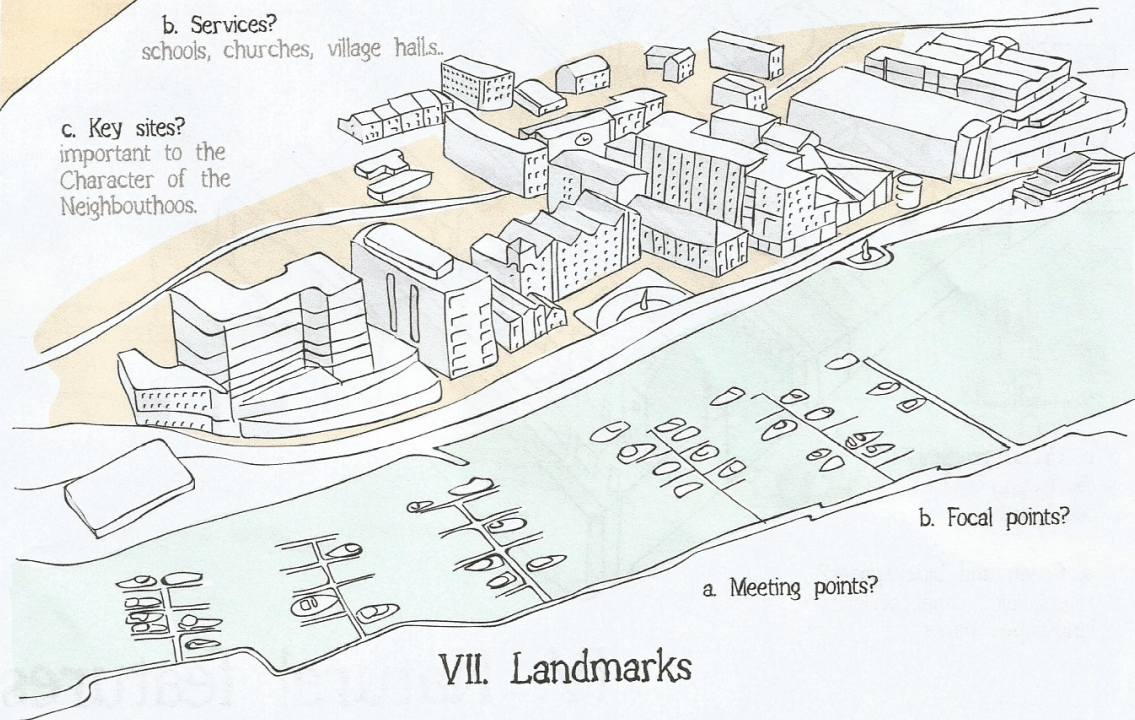 b. Services?
schools, churches, village halls..
c. Key sites?
important to the
Character of the
Neighbouthoos.
b. Focal points?
a. Meeting points?
VII. Landmarks